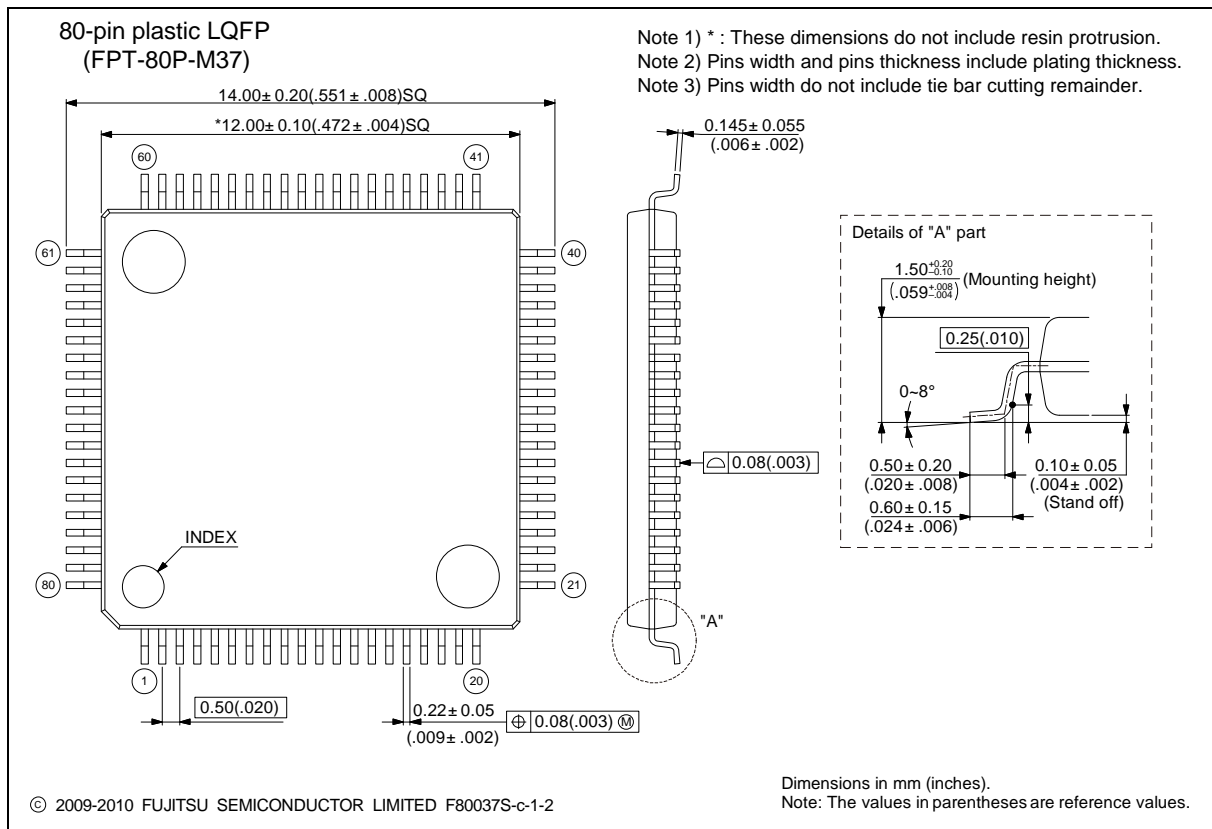 80-pin plastic LQFP
(FPT-80P-M37)
Note 1) * : These dimensions do not include resin protrusion.
Note 2) Pins width and pins thickness include plating thickness.
Note 3) Pins width do not include tie bar cutting remainder.
14.00± 0.20(.551± .008)SQ
*12.00± 0.10(.472± .004)SQ
60
41
61
40
80
21
INDEX
1
20
0.50(.020)
0.22± 0.05
(.009± .002)
⌖ 0.08(.003) Ⓜ
0.145± 0.055
(.006± .002)
⌓ 0.08(.003)
"A"
Details of "A" part
1.50 +0.20 –0.10
(.059 +.008 –.004)
(Mounting height)
0.25(.010)
0~8°
0.50± 0.20
(.020± .008)
0.60± 0.15
(.024± .006)
0.10± 0.05
(.004± .002)
(Stand off)
© 2009-2010 FUJITSU SEMICONDUCTOR LIMITED F80037S-c-1-2
Dimensions in mm (inches).
Note: The values in parentheses are reference values.